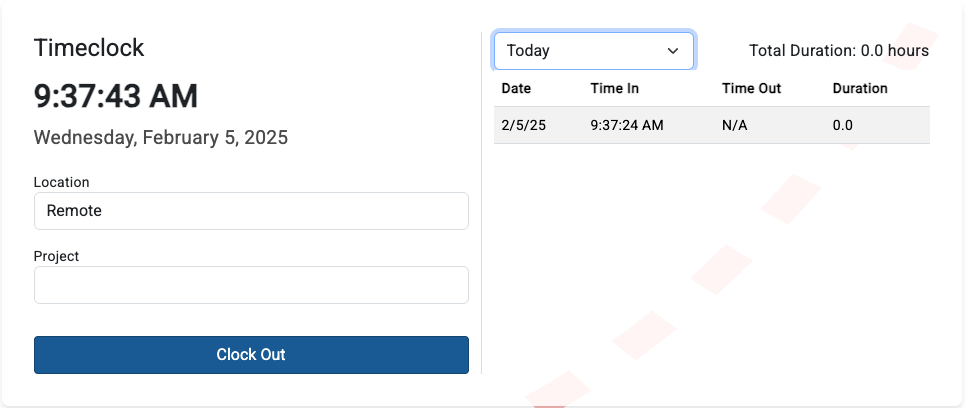 Timeclock
9:37:43 AM
Wednesday, February 5, 2025
Location
Remote
Project
Clock Out
Today
Total Duration: 0.0 hours
Date Time In Time Out Duration
2/5/25 9:37:24 AM N/A 0.0